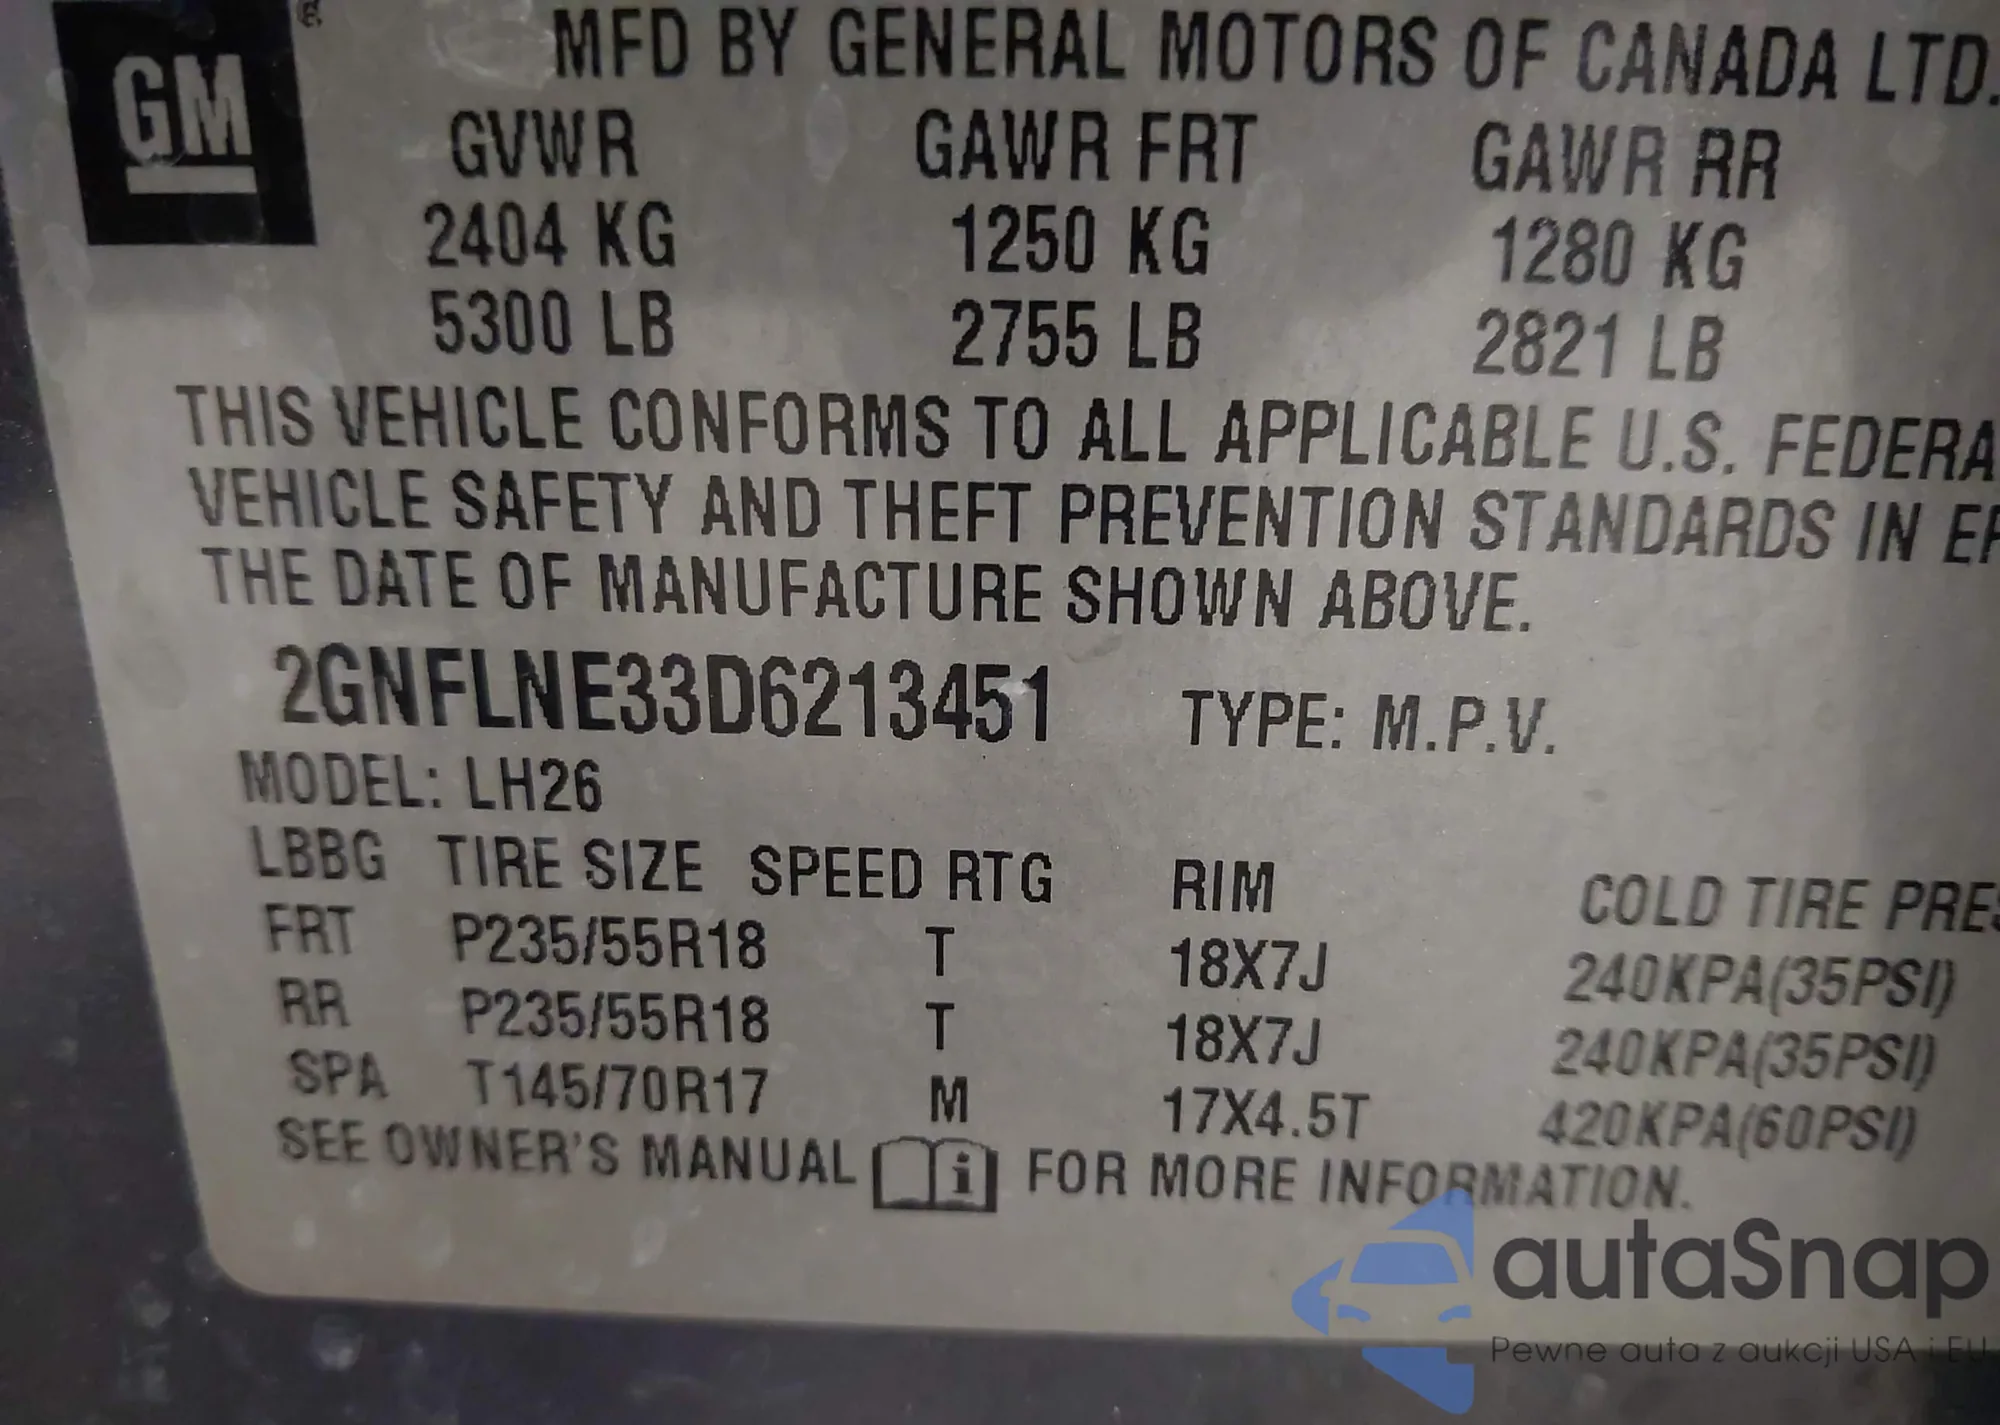 GM ®
MFD BY GENERAL MOTORS OF CANADA LTD.
GVWR GAWR FRT GAWR RR
2404 KG 1250 KG 1280 KG
5300 LB 2755 LB 2821 LB
THIS VEHICLE CONFORMS TO ALL APPLICABLE U.S. FEDERA
VEHICLE SAFETY AND THEFT PREVENTION STANDARDS IN EF
THE DATE OF MANUFACTURE SHOWN ABOVE.
2GNFLNE33D6213451 TYPE: M.P.V.
MODEL: LH26
LBBG TIRE SIZE SPEED RTG RIM COLD TIRE PRES
FRT P235/55R18 T 18X7J 240KPA(35PSI)
RR P235/55R18 T 18X7J 240KPA(35PSI)
SPA T145/70R17 M 17X4.5T 420KPA(60PSI)
SEE OWNER'S MANUAL i FOR MORE INFORMATION.
autaSnap
Pewne auta z aukcji USA i EU